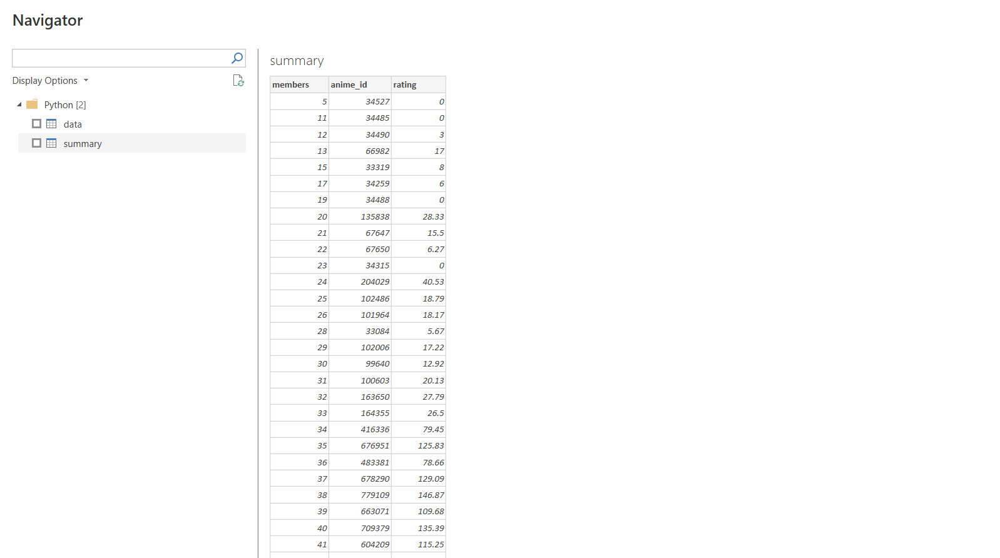 Navigator
Display Options
Python [2]
data
summary
summary
members anime_id rating
5 34527 0
11 34485 0
12 34490 3
13 66982 17
15 33319 8
17 34259 6
19 34488 0
20 135838 28.33
21 67647 15.5
22 67650 6.27
23 34315 0
24 204029 40.53
25 102486 18.79
26 101964 18.17
28 33084 5.67
29 102006 17.22
30 99640 12.92
31 100603 20.13
32 163650 27.79
33 164355 26.5
34 416336 79.45
35 676951 125.83
36 483381 78.66
37 678290 129.09
38 779109 146.87
39 663071 109.68
40 709379 135.39
41 604209 115.25